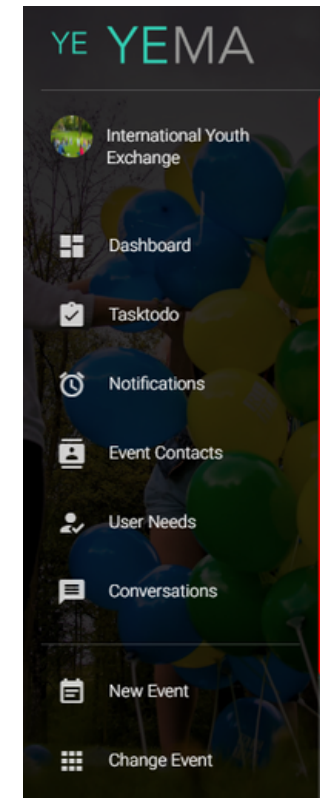 YE YEMA
International Youth
Exchange
Dashboard
Tasktodo
Notifications
Event Contacts
User Needs
Conversations
New Event
Change Event